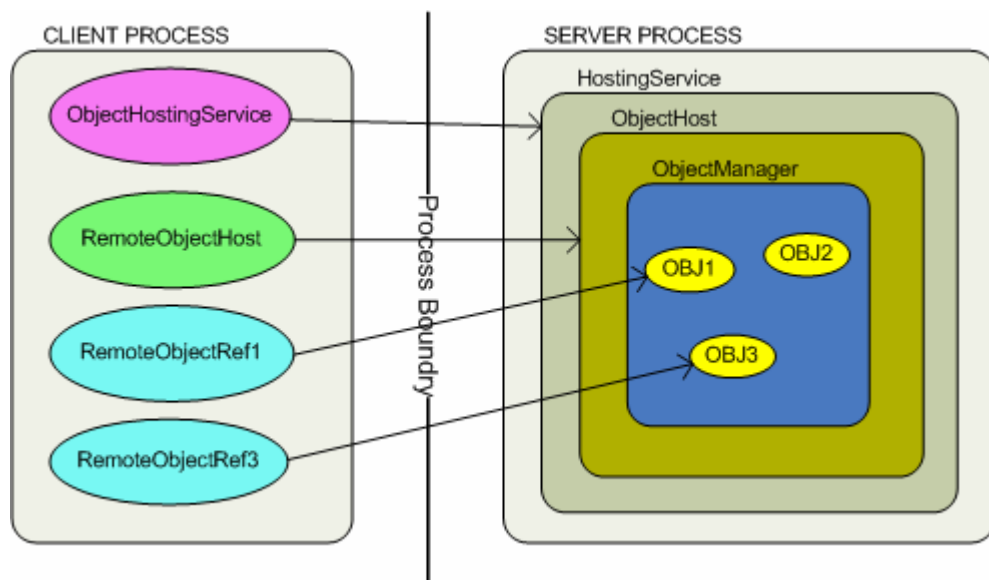 CLIENT PROCESS
ObjectHostingService
RemoteObjectHost
RemoteObjectRef1
RemoteObjectRef3
Process Boundry
SERVER PROCESS
HostingService
ObjectHost
ObjectManager
OBJ1
OBJ2
OBJ3